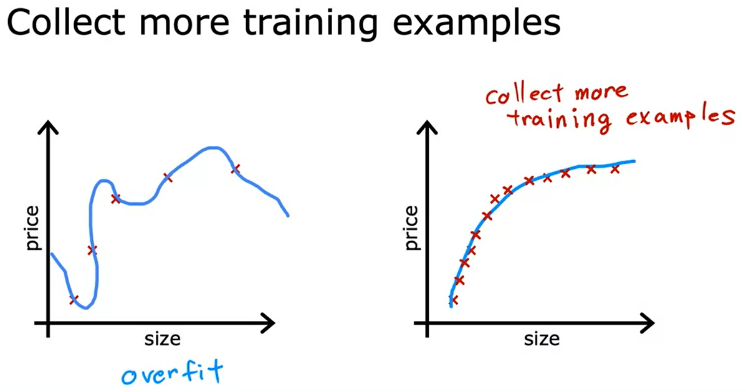 Collect more training examples
collect more
training examples
price
size
overfit
price
size